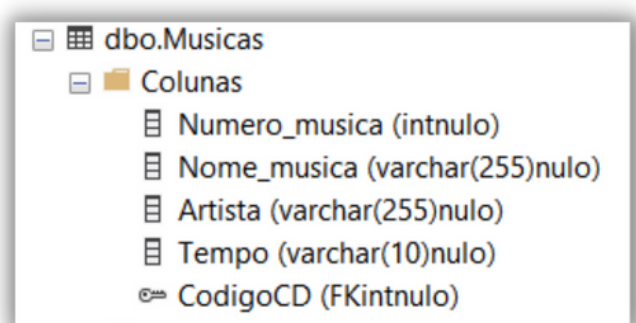 dbo.Musicas
Colunas
Numero_musica (intnulo)
Nome_musica (varchar(255)nulo)
Artista (varchar(255)nulo)
Tempo (varchar(10)nulo)
CodigoCD (FKintnulo)